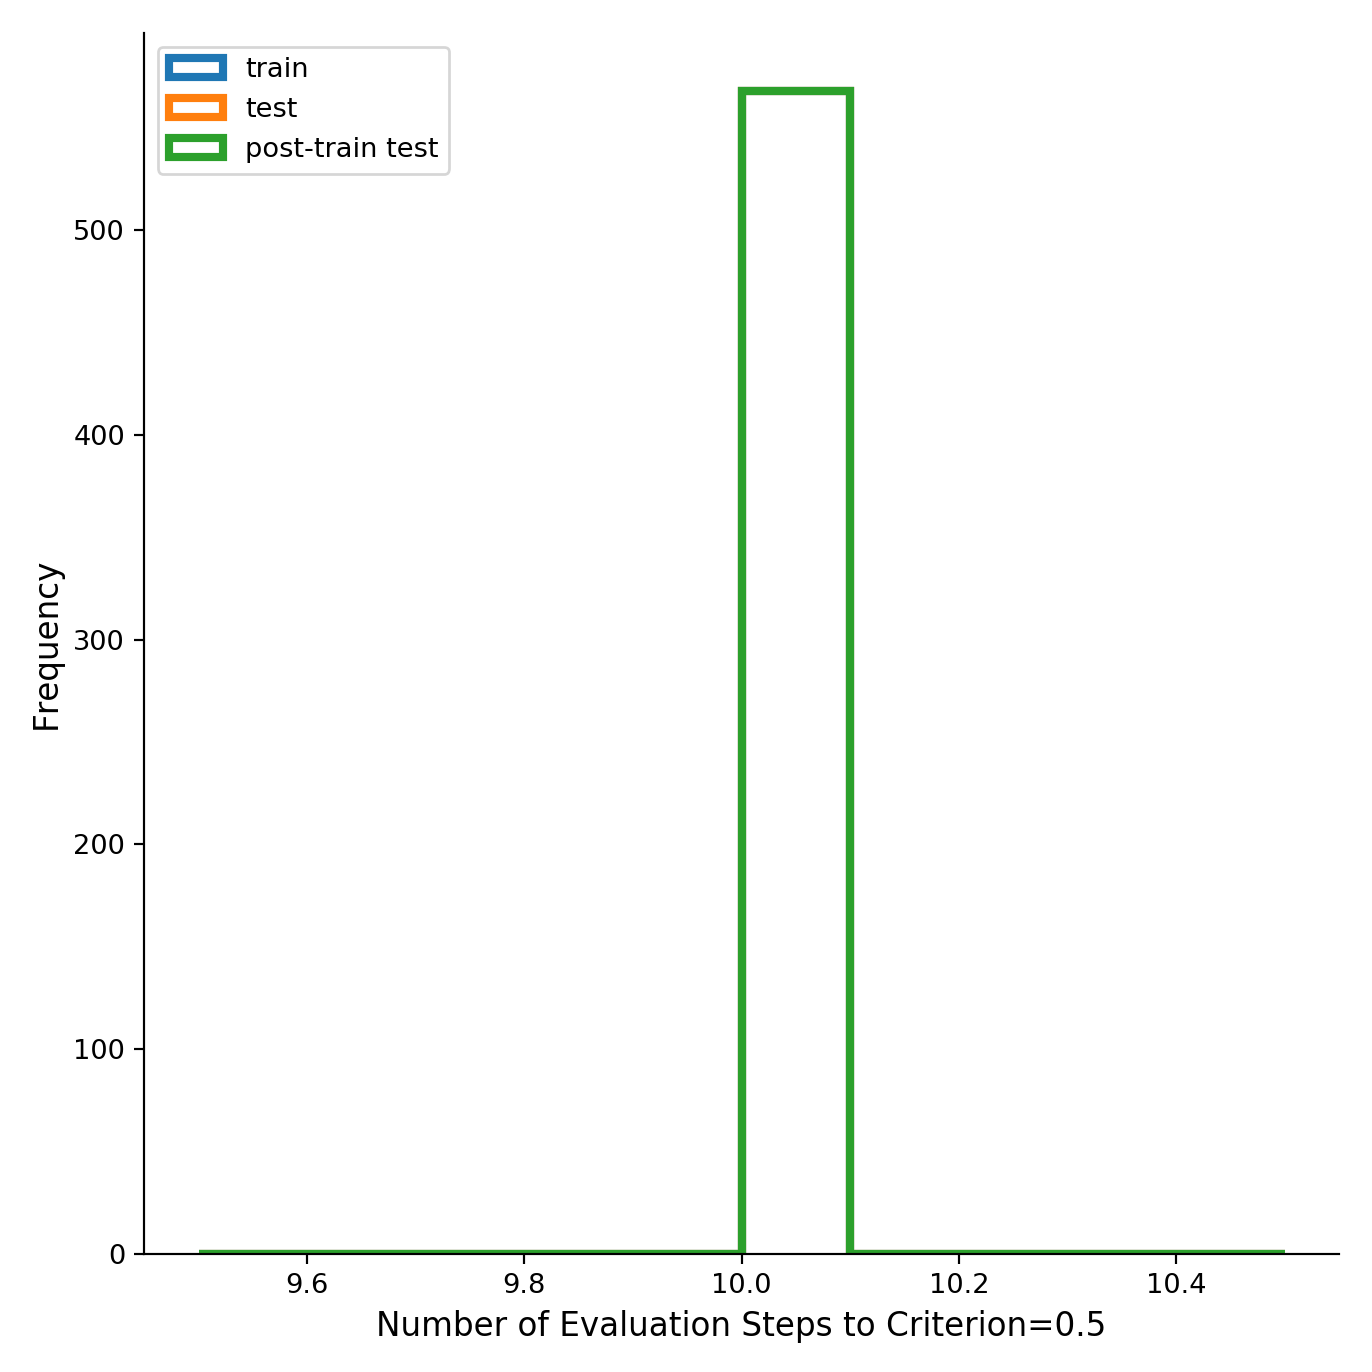 train
test
post-train test
500
400
300
200
100
0
Frequency
9.6 9.8 10.0 10.2 10.4
Number of Evaluation Steps to Criterion=0.5